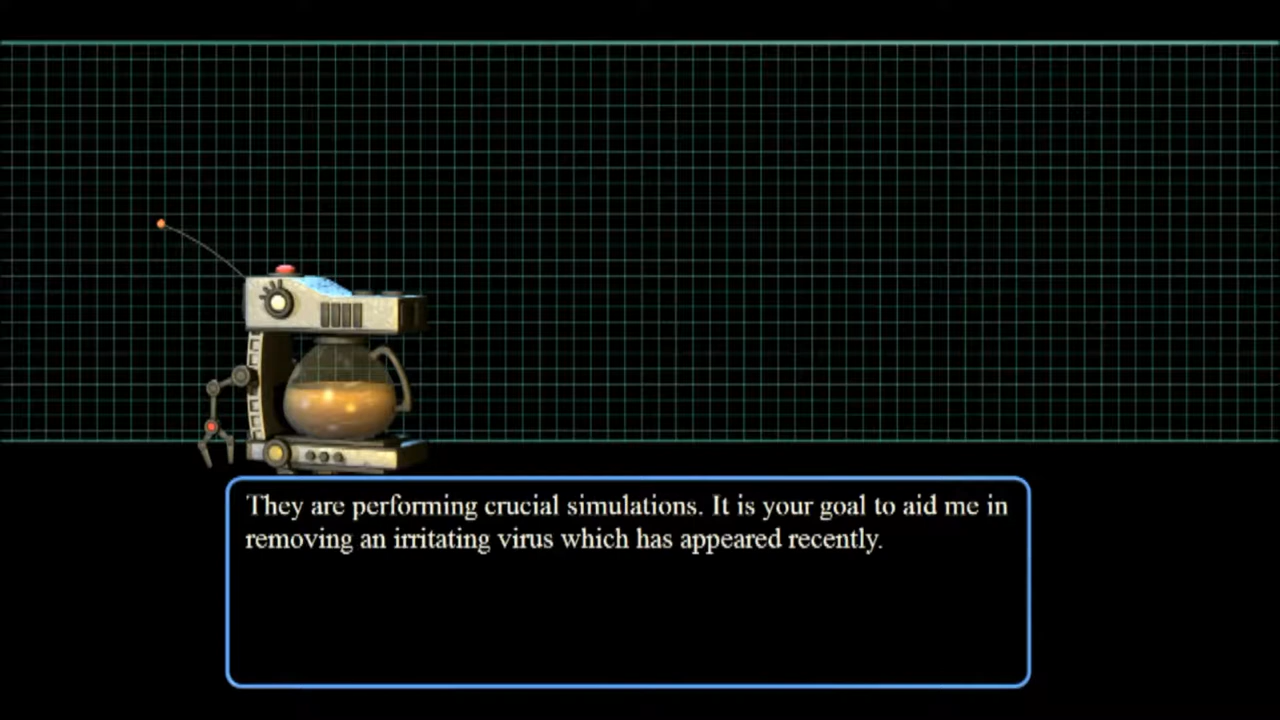 They are performing crucial simulations. It is your goal to aid me in
removing an irritating virus which has appeared recently.